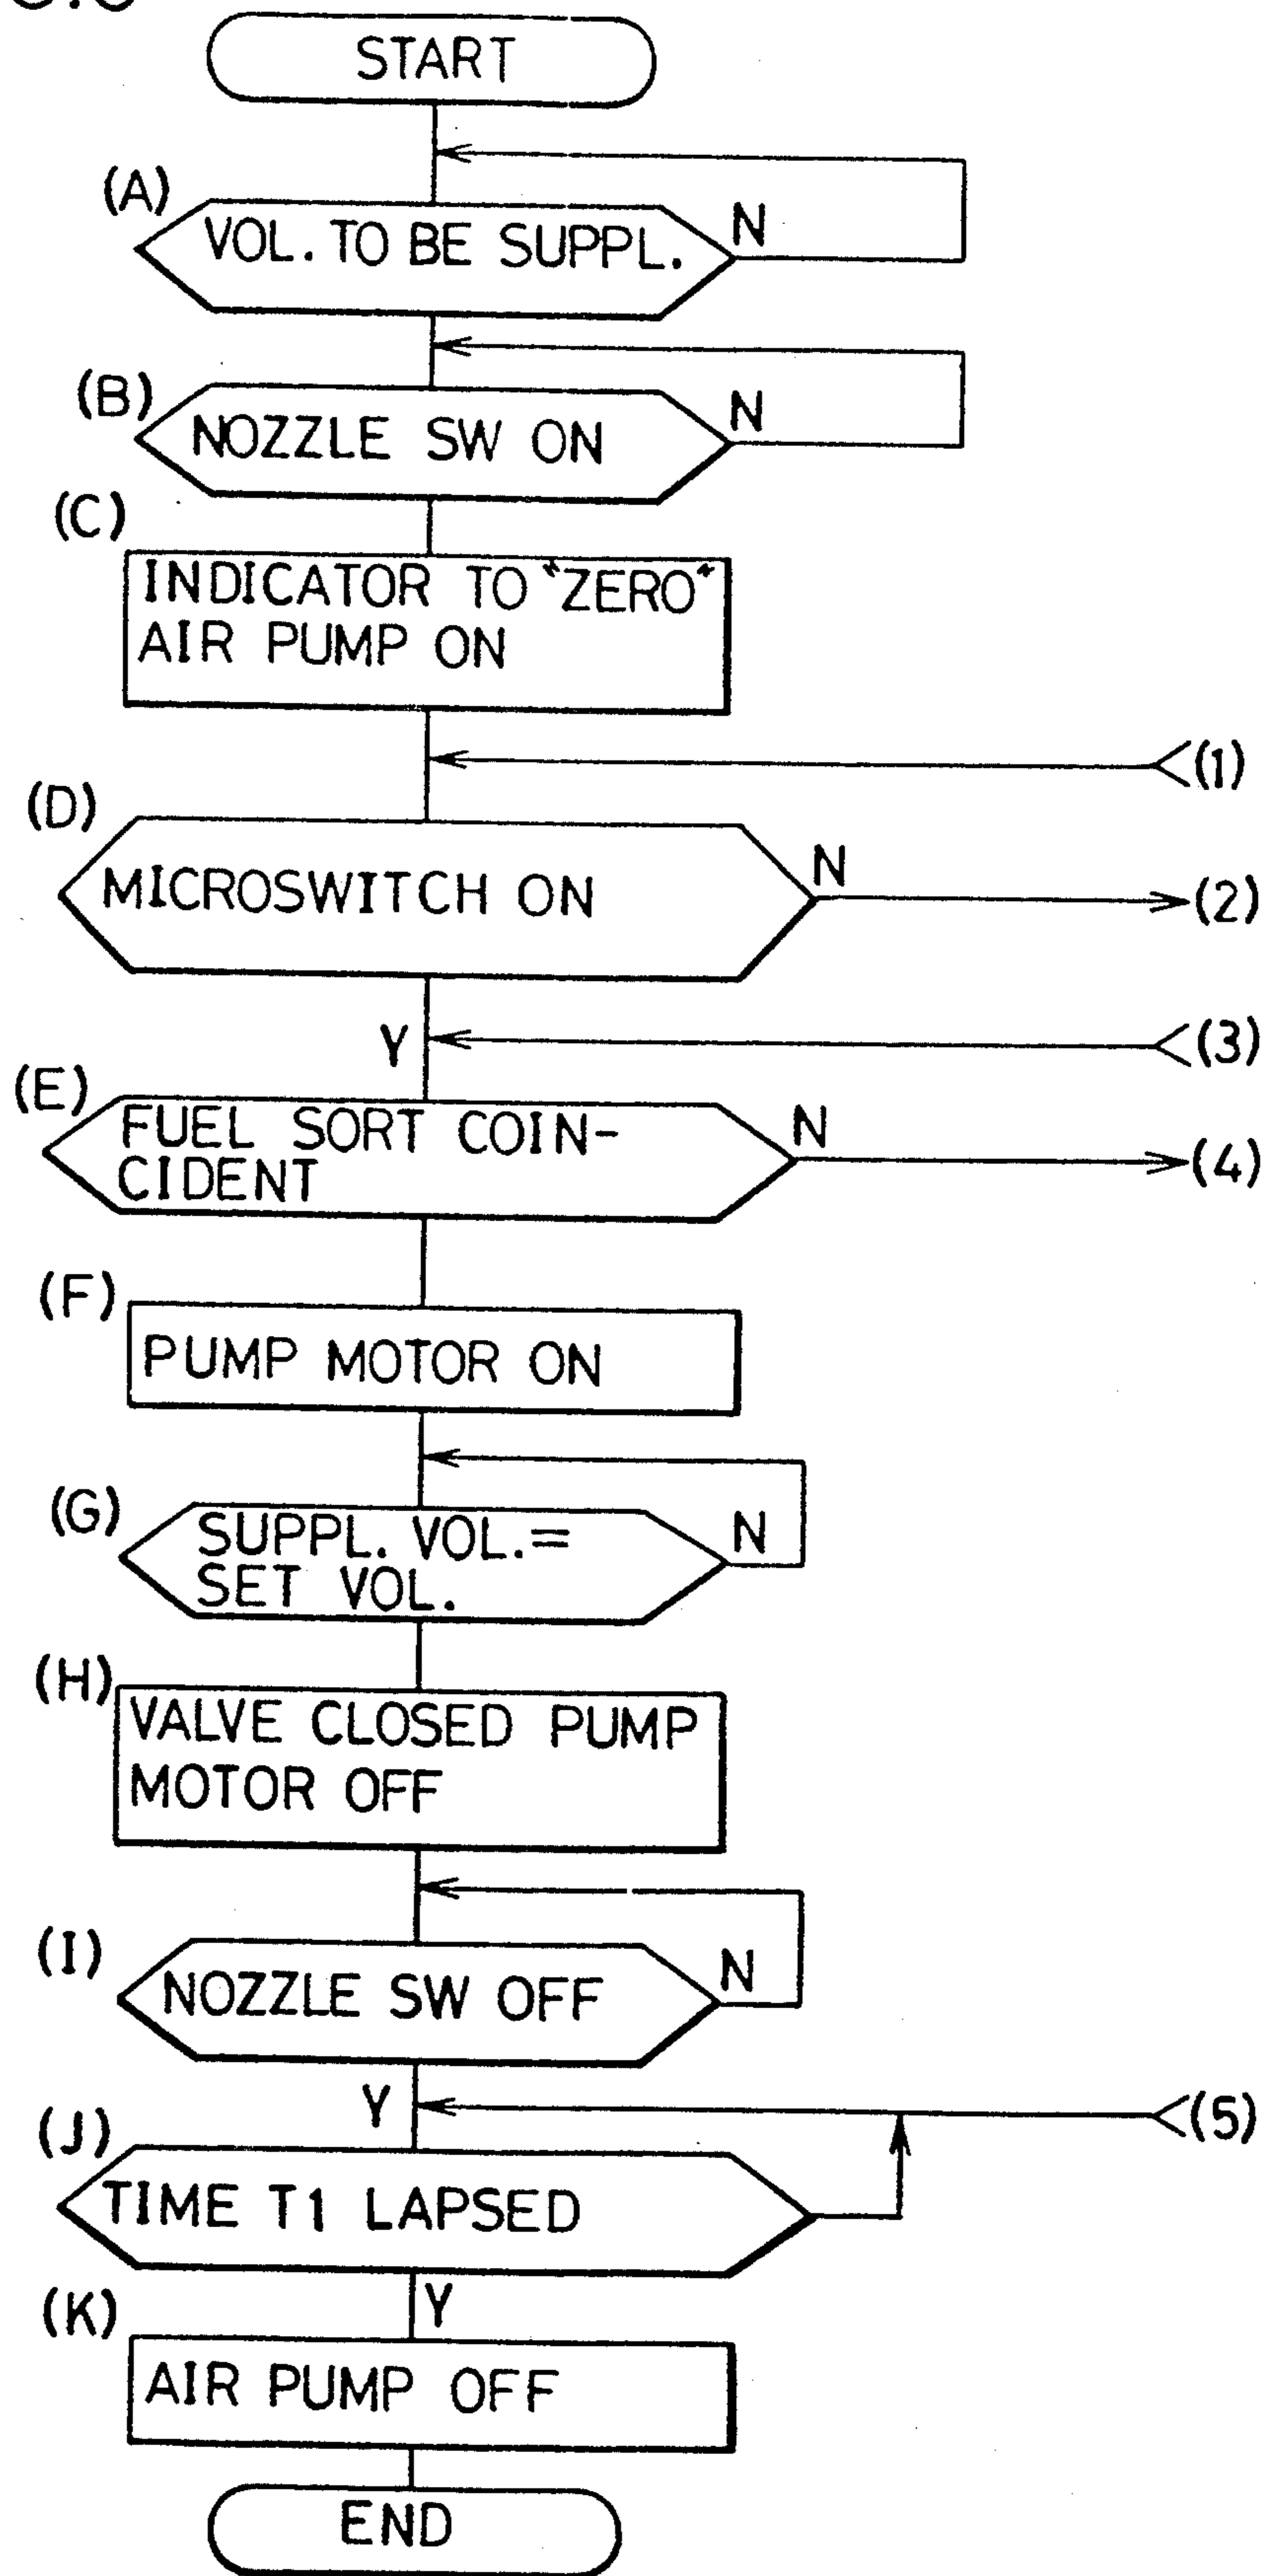 START
(A)
VOL. TO BE SUPPL.
N
(B)
NOZZLE SW ON
N
(C)
INDICATOR TO "ZERO"
AIR PUMP ON
(1)
(D)
MICROSWITCH ON
N
(2)
Y
(3)
(E)
FUEL SORT COIN-
CIDENT
N
(4)
(F)
PUMP MOTOR ON
(G)
SUPPL. VOL.=
SET VOL.
N
(H)
VALVE CLOSED PUMP
MOTOR OFF
(I)
NOZZLE SW OFF
N
Y
(5)
(J)
TIME T1 LAPSED
Y
(K)
AIR PUMP OFF
END